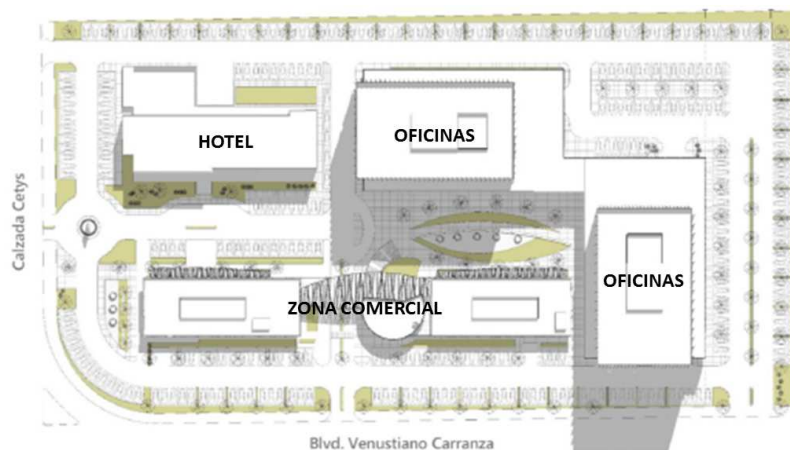 HOTEL
OFICINAS
OFICINAS
ZONA COMERCIAL
Calzada Cetys
Blvd. Venustiano Carranza